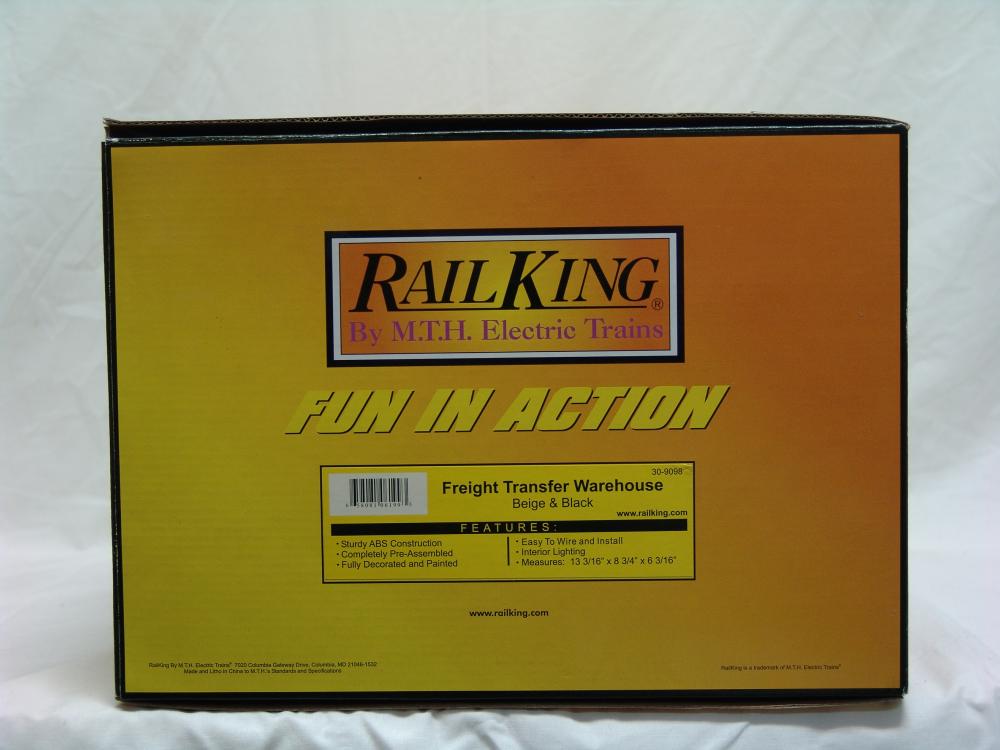 RAILKING®
By M.T.H. Electric Trains
FUN IN ACTION
30-9098
Freight Transfer Warehouse
Beige & Black
www.railking.com
FEATURES:
• Sturdy ABS Construction
• Completely Pre-Assembled
• Fully Decorated and Painted
• Easy To Wire and Install
• Interior Lighting
• Measures: 13 3/16" x 8 3/4" x 6 3/16"
www.railking.com
RailKing By M.T.H. Electric Trains® 7020 Columbia Gateway Drive, Columbia, MD 21046-1532
Made and Litho in China to M.T.H.'s Standards and Specifications
RailKing is a trademark of M.T.H. Electric Trains®